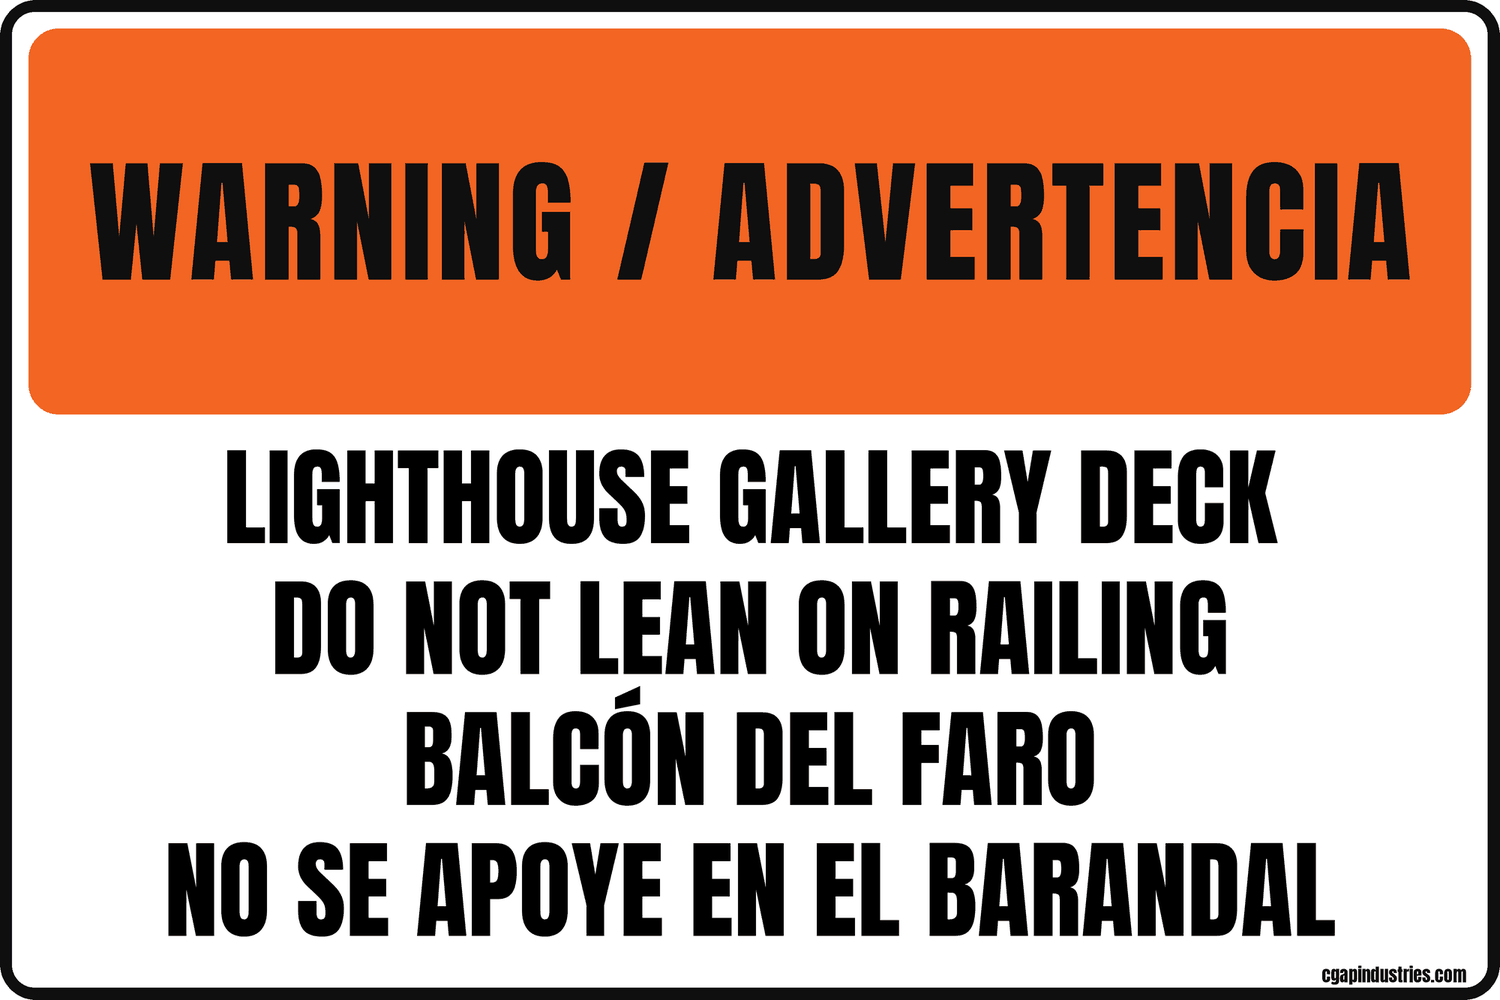 WARNING / ADVERTENCIA
LIGHTHOUSE GALLERY DECK
DO NOT LEAN ON RAILING
BALCÓN DEL FARO
NO SE APOYE EN EL BARANDAL
cgapindustries.com